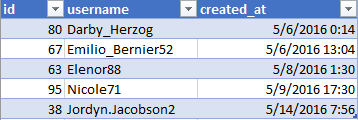 id username created_at
80 Darby_Herzog 5/6/2016 0:14
67 Emilio_Bernier52 5/6/2016 13:04
63 Elenor88 5/8/2016 1:30
95 Nicole71 5/9/2016 17:30
38 Jordyn.Jacobson2 5/14/2016 7:56